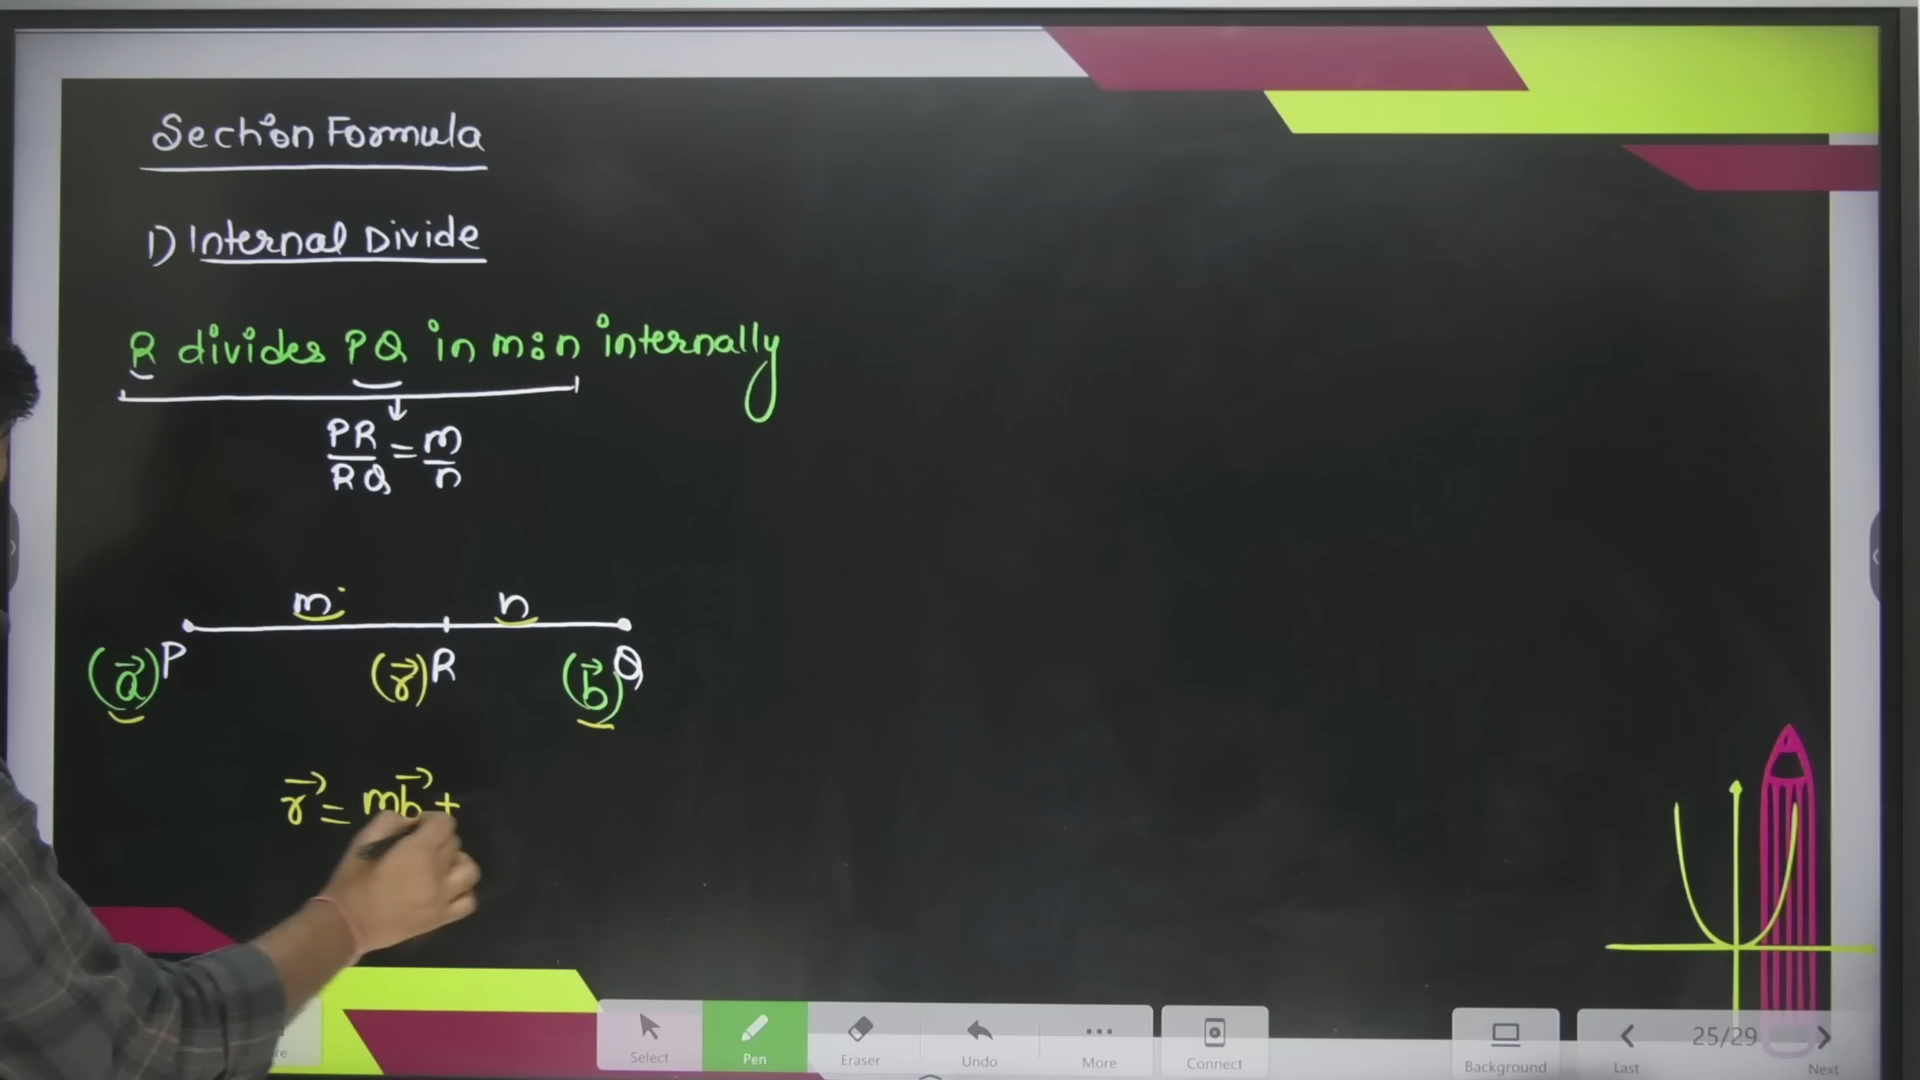 Section Formula
1) Internal Divide
R divides PQ in m:n internally
PR/RQ = m/n
m n
(a⃗) P (r⃗) R (b⃗) Q
r⃗ = mb⃗ +
Select Pen Eraser Undo More Connect Background Last 25/29 Next